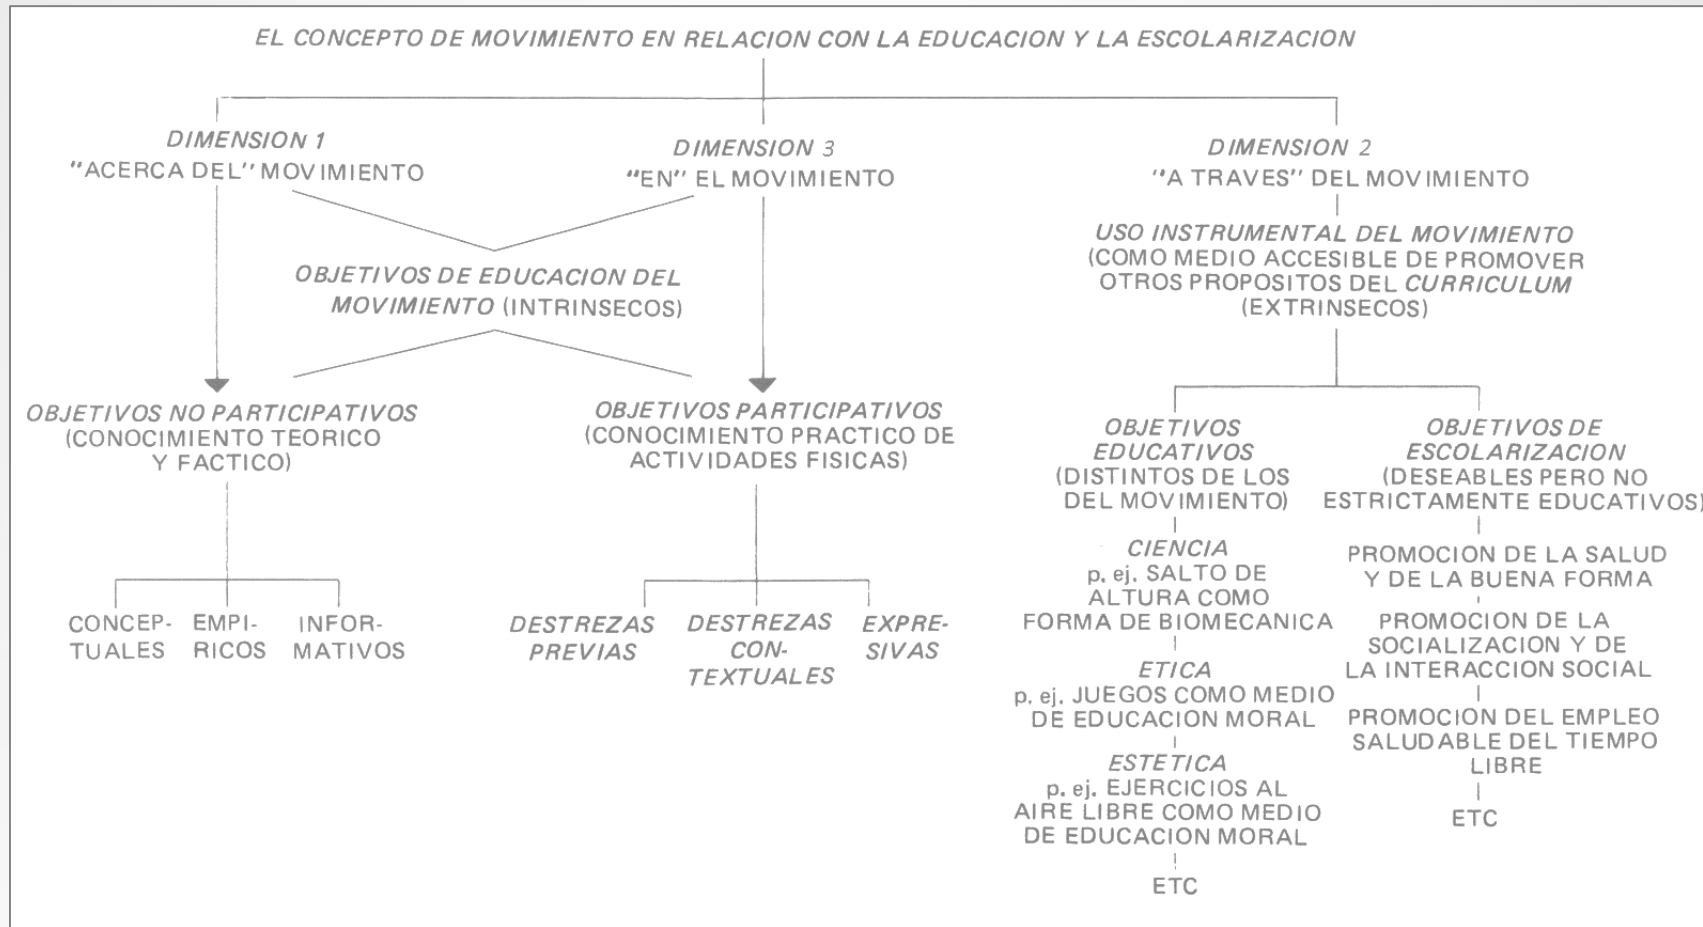 EL CONCEPTO DE MOVIMIENTO EN RELACION CON LA EDUCACION Y LA ESCOLARIZACION
DIMENSION 1
"ACERCA DEL" MOVIMIENTO
DIMENSION 3
"EN" EL MOVIMIENTO
DIMENSION 2
"A TRAVES" DEL MOVIMIENTO
OBJETIVOS DE EDUCACION DEL
MOVIMIENTO (INTRINSECOS)
USO INSTRUMENTAL DEL MOVIMIENTO
(COMO MEDIO ACCESIBLE DE PROMOVER
OTROS PROPOSITOS DEL CURRICULUM
(EXTRINSECOS)
OBJETIVOS NO PARTICIPATIVOS
(CONOCIMIENTO TEORICO
Y FACTICO)
CONCEP-
TUALES
EMPI-
RICOS
INFOR-
MATIVOS
OBJETIVOS PARTICIPATIVOS
(CONOCIMIENTO PRACTICO DE
ACTIVIDADES FISICAS)
DESTREZAS
PREVIAS
DESTREZAS
CON-
TEXTUALES
EXPRE-
SIVAS
OBJETIVOS
EDUCATIVOS
(DISTINTOS DE LOS
DEL MOVIMIENTO)
CIENCIA
p. ej. SALTO DE
ALTURA COMO
FORMA DE BIOMECANICA
ETICA
p. ej. JUEGOS COMO MEDIO
DE EDUCACION MORAL
ESTETICA
p. ej. EJERCICIOS AL
AIRE LIBRE COMO MEDIO
DE EDUCACION MORAL
ETC
OBJETIVOS DE
ESCOLARIZACION
(DESEABLES PERO NO
ESTRICTAMENTE EDUCATIVOS)
PROMOCION DE LA SALUD
Y DE LA BUENA FORMA
PROMOCION DE LA
SOCIALIZACION Y DE
LA INTERACCION SOCIAL
PROMOCION DEL EMPLEO
SALUDABLE DEL TIEMPO
LIBRE
ETC